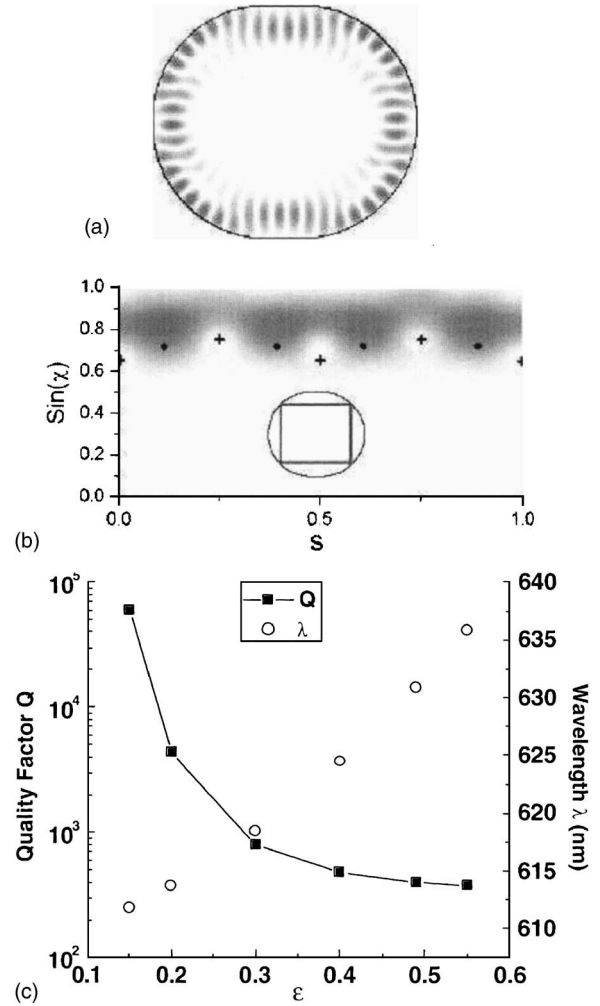 (a)
1.0
0.8
0.6
0.4
0.2
0.0
Sin(χ)
0.0 0.5 1.0
S
(b)
10⁵
10⁴
10³
10²
Quality Factor Q
Q
λ
640
635
630
625
620
615
610
Wavelength λ (nm)
0.1 0.2 0.3 0.4 0.5 0.6
ε
(c)